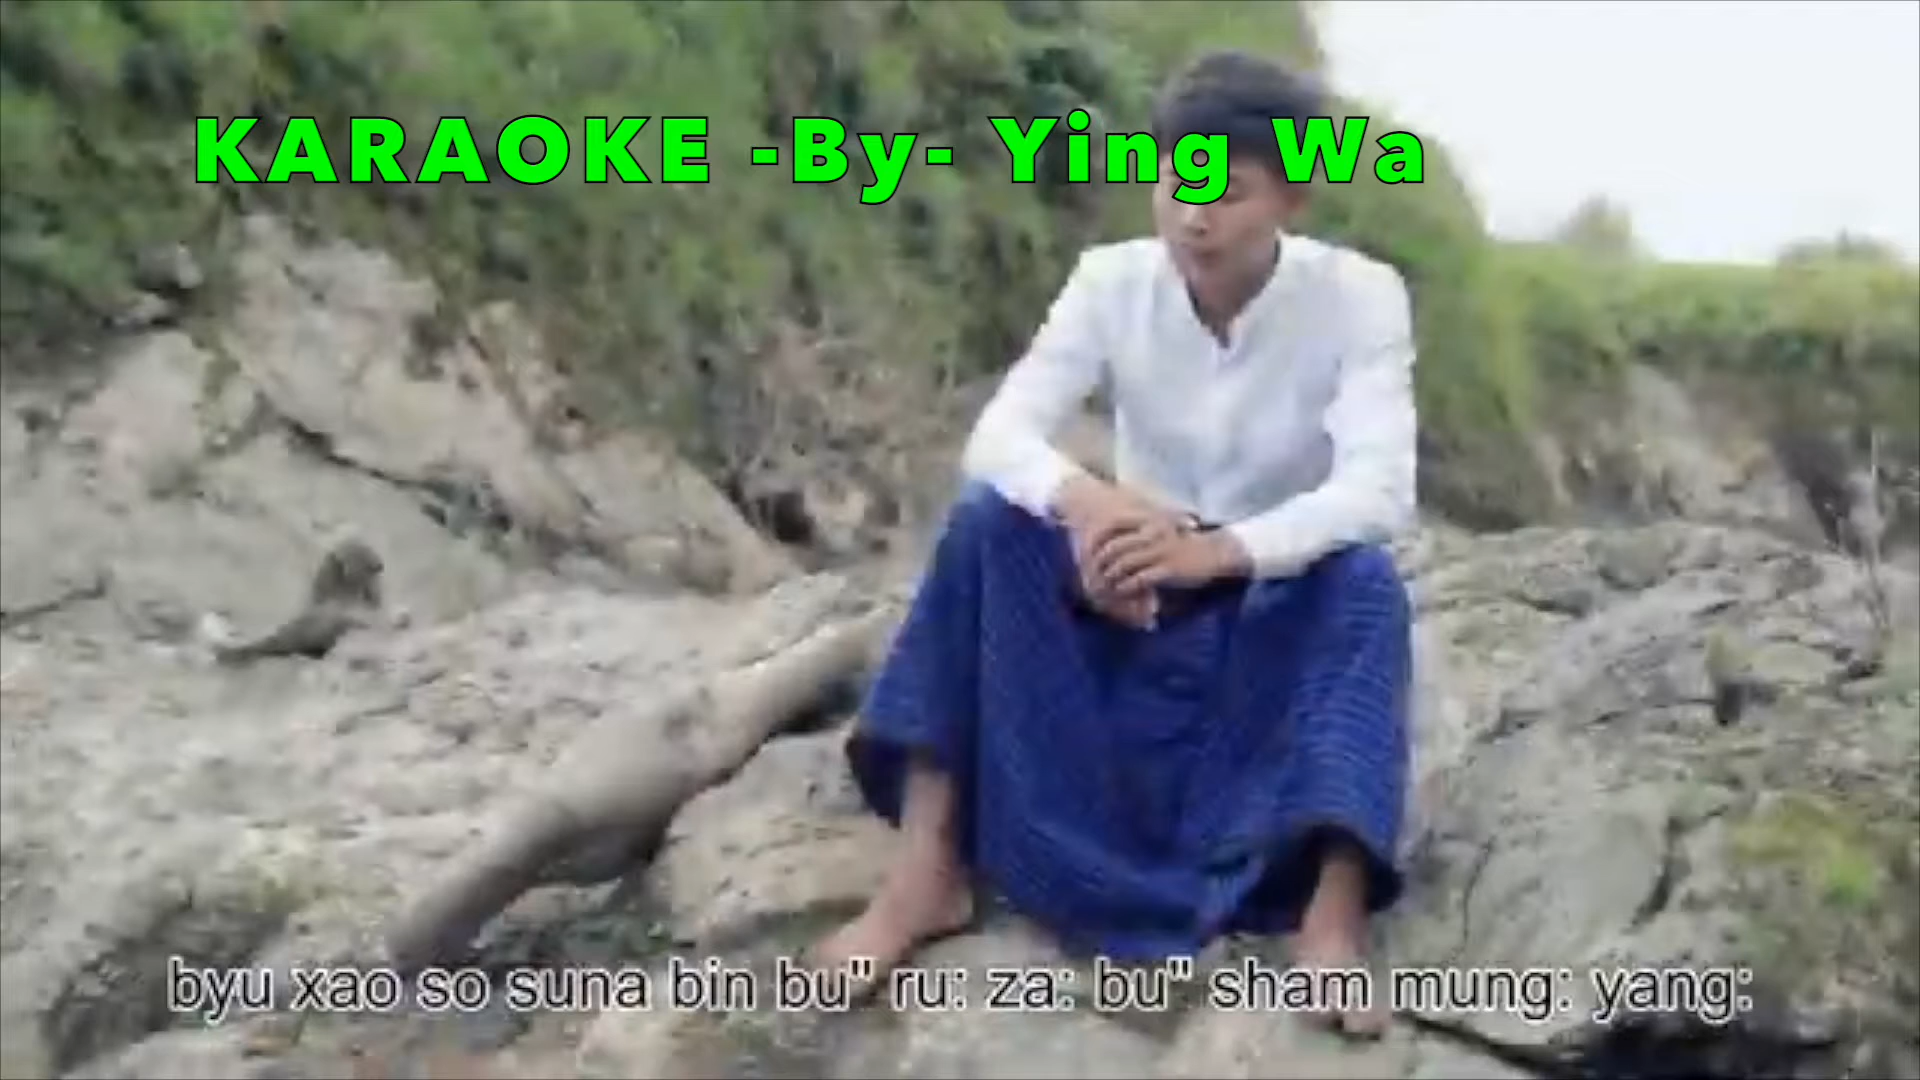 KARAOKE -By- Ying Wa
byu xao so suna bin bu" ru: za: bu" sham mung: yang: